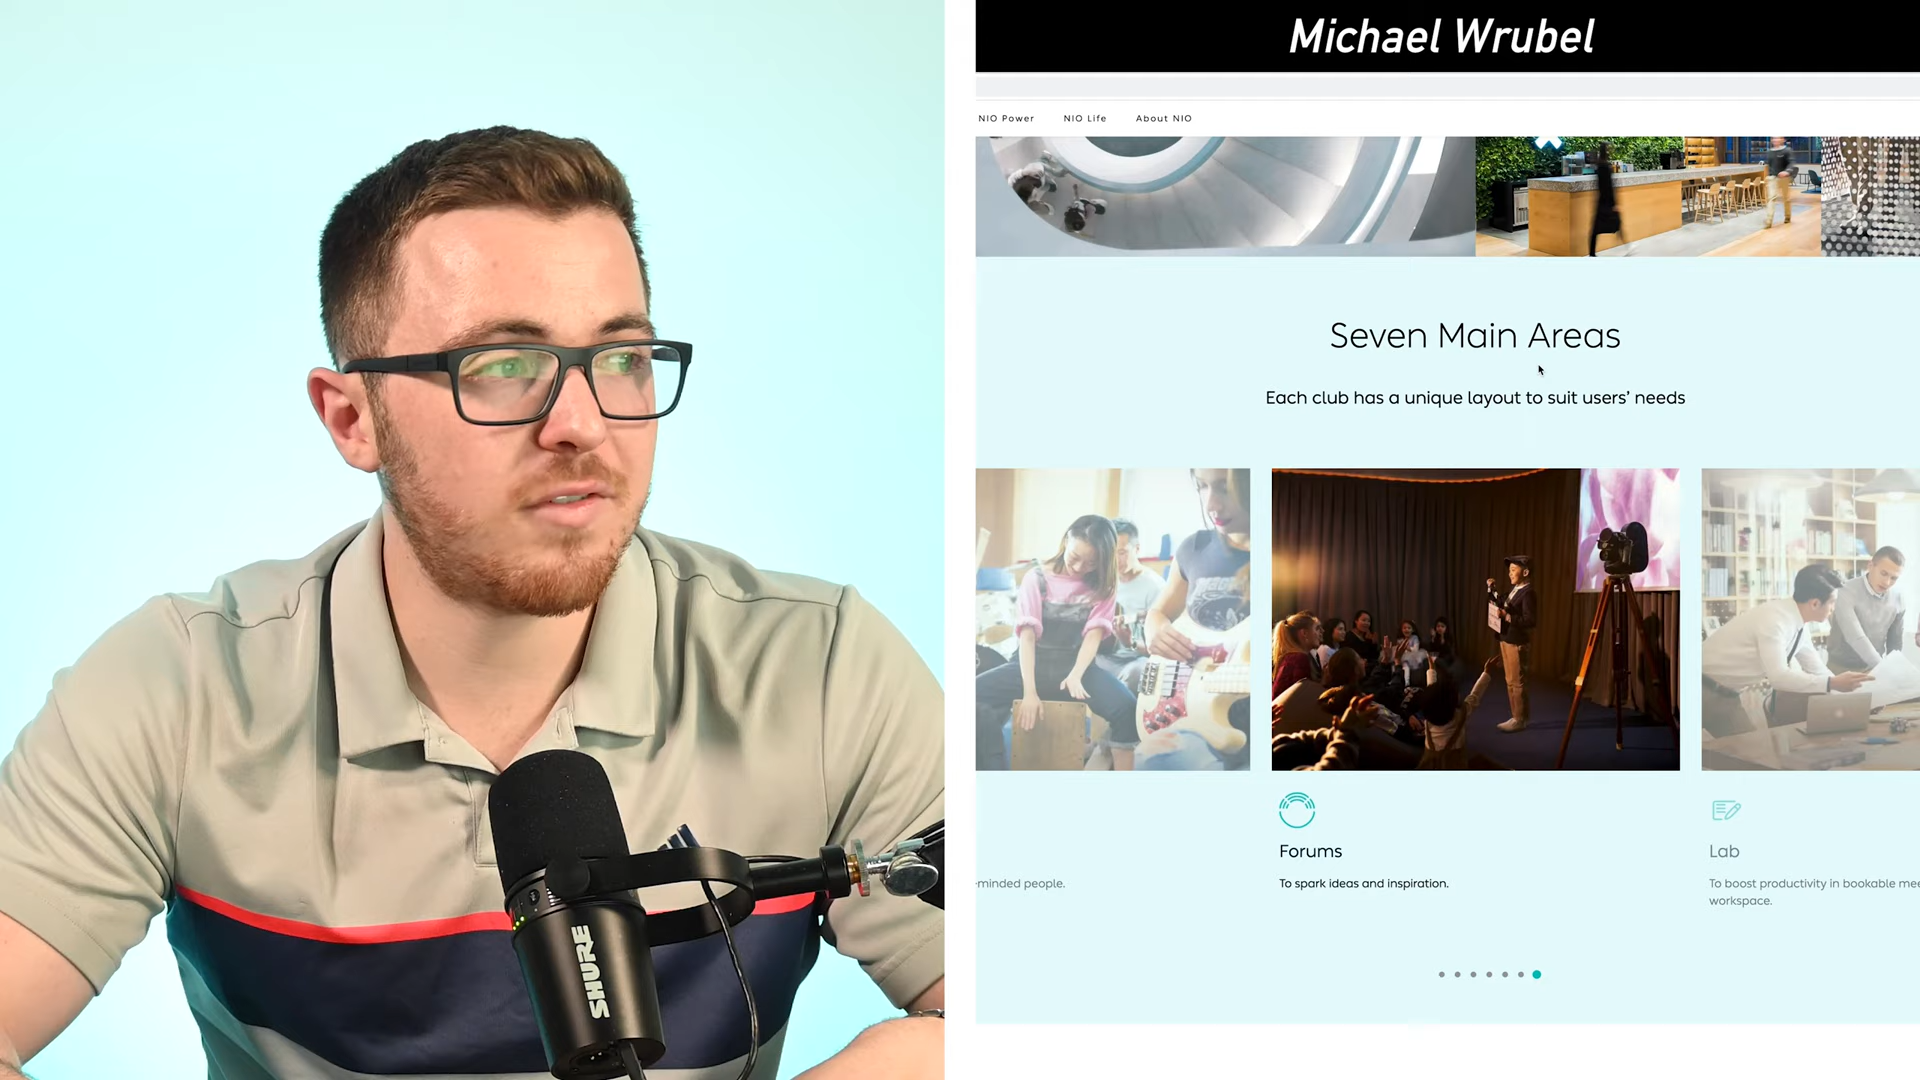 Michael Wrubel
NIO Power NIO Life About NIO
Seven Main Areas
Each club has a unique layout to suit users' needs
Forums
To spark ideas and inspiration.
Lab
To boost productivity in bookable
workspace.
minded people.
SHURE